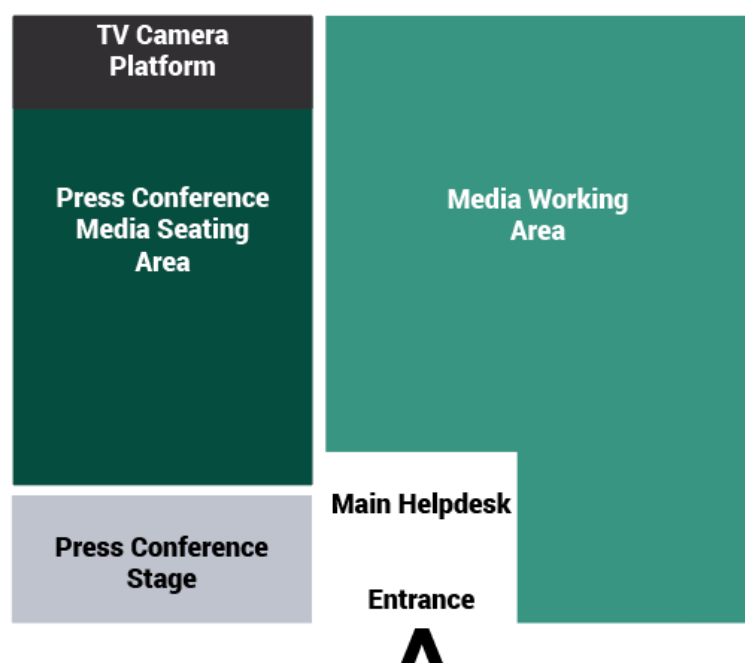 TV Camera
Platform
Press Conference
Media Seating
Area
Media Working
Area
Main Helpdesk
Press Conference
Stage
Entrance